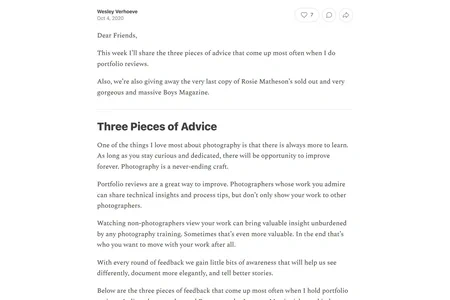 Wesley Verhoeve
Oct 4, 2020
7
Dear Friends,
This week I'll share the three pieces of advice that come up most often when I do
portfolio reviews.
Also, we're also giving away the very last copy of Rosie Matheson's sold out and very
gorgeous and massive Boys Magazine.
Three Pieces of Advice
One of the things I love most about photography is that there is always more to learn.
As long as you stay curious and dedicated, there will be opportunity to improve
forever. Photography is a never-ending craft.
Portfolio reviews are a great way to improve. Photographers whose work you admire
can share technical insights and process tips, but don't only show your work to other
photographers.
Watching non-photographers view your work can bring valuable insight unburdened
by any photography training. Sometimes that's even more valuable. In the end that's
who you want to move with your work after all.
With every round of feedback we gain little bits of awareness that will help us see
differently, document more elegantly, and tell better stories.
Below are the three pieces of feedback that come up most often when I hold portfolio